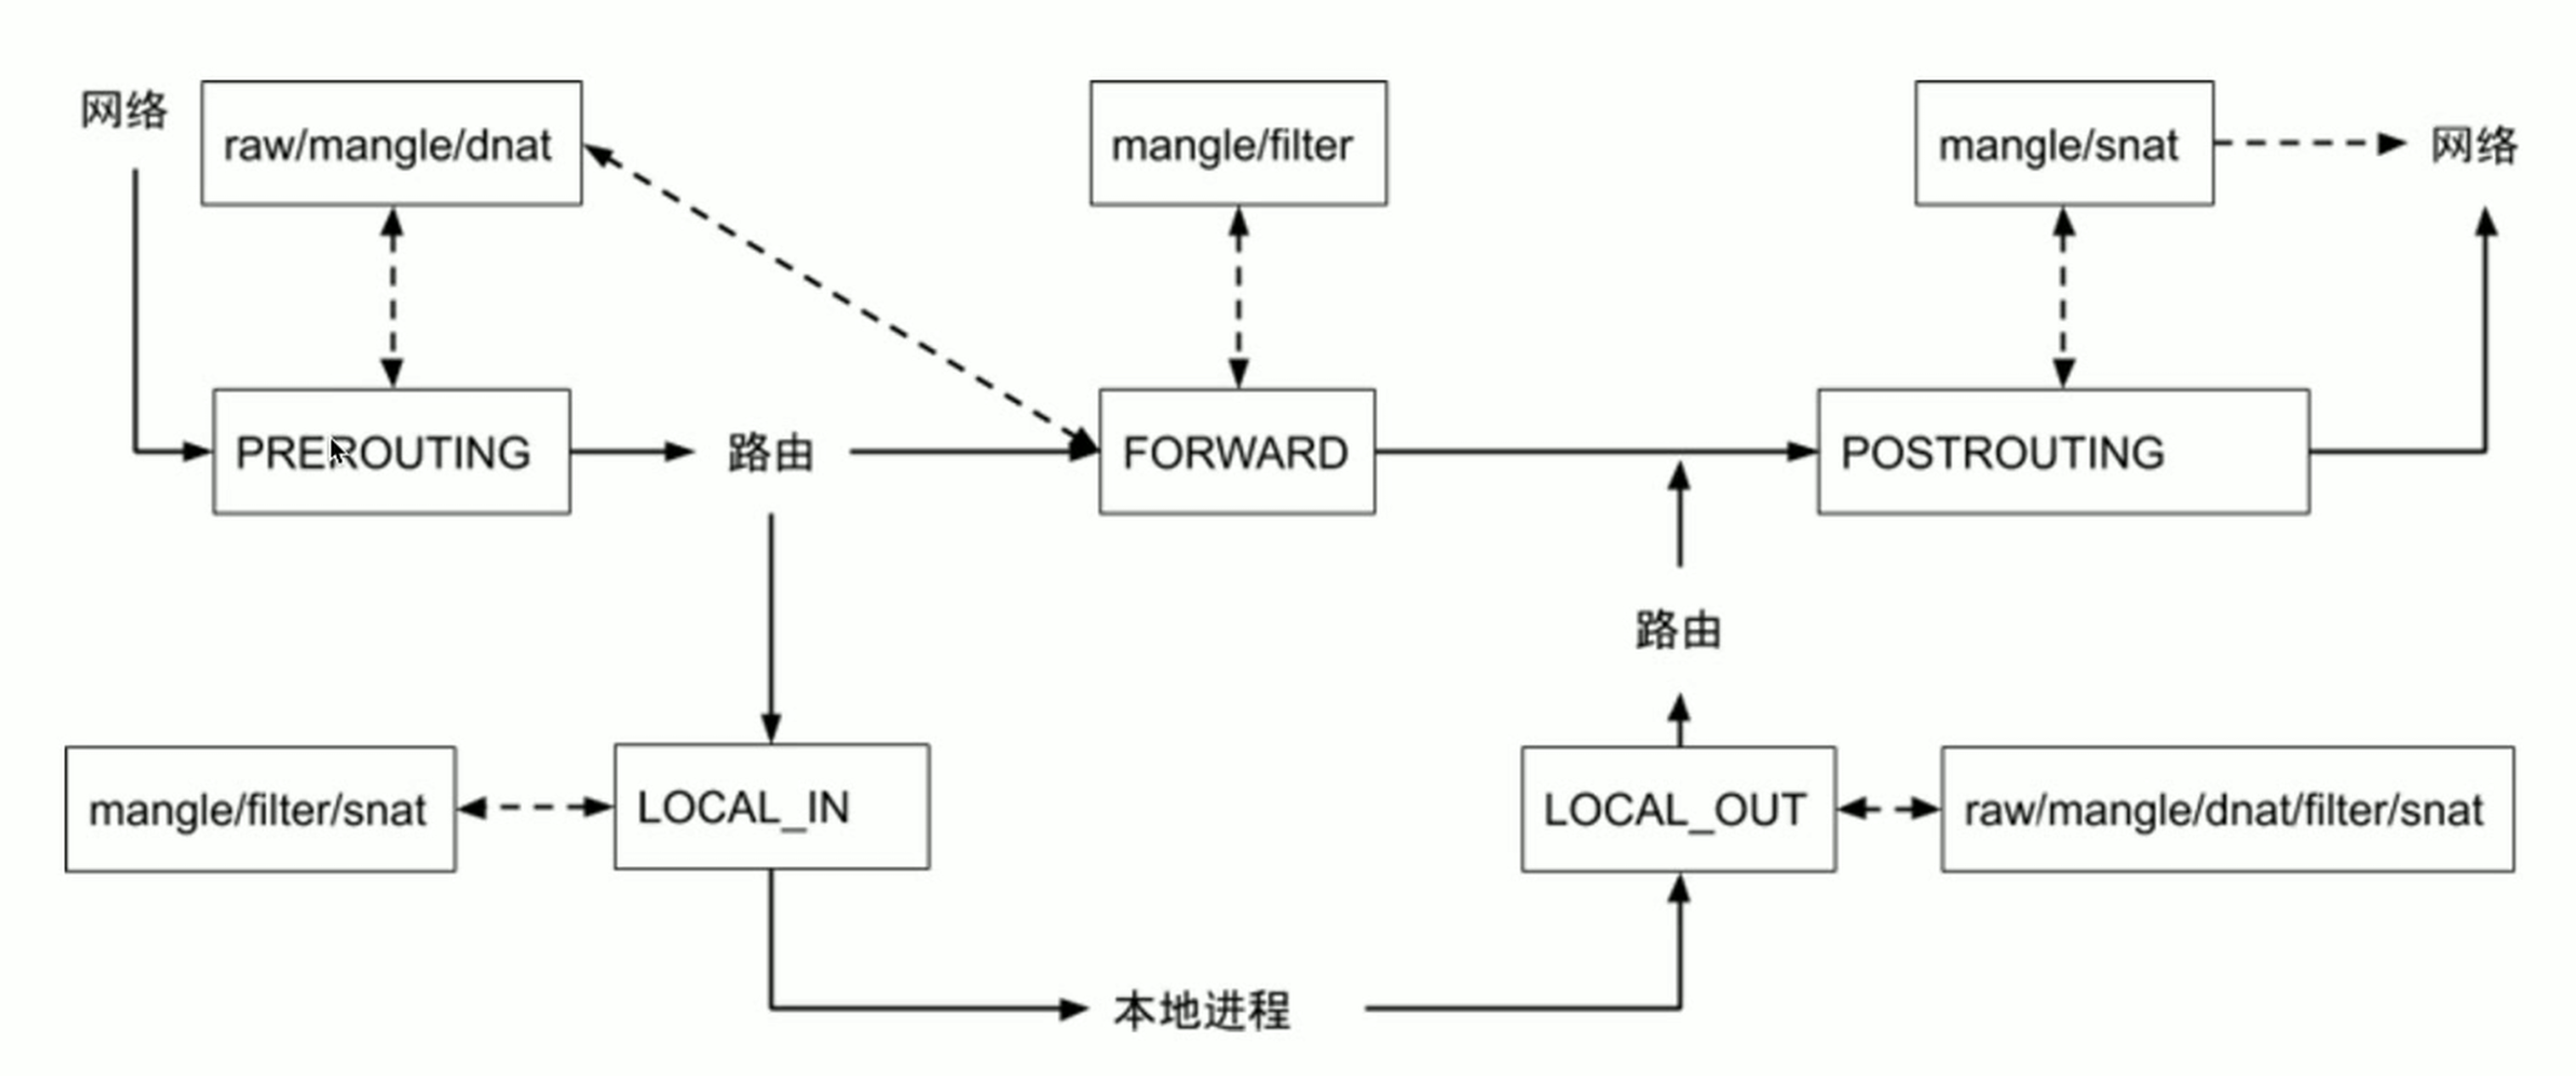 网络
raw/mangle/dnat
mangle/filter
mangle/snat
网络
PREROUTING
路由
FORWARD
POSTROUTING
路由
mangle/filter/snat
LOCAL_IN
LOCAL_OUT
raw/mangle/dnat/filter/snat
本地进程